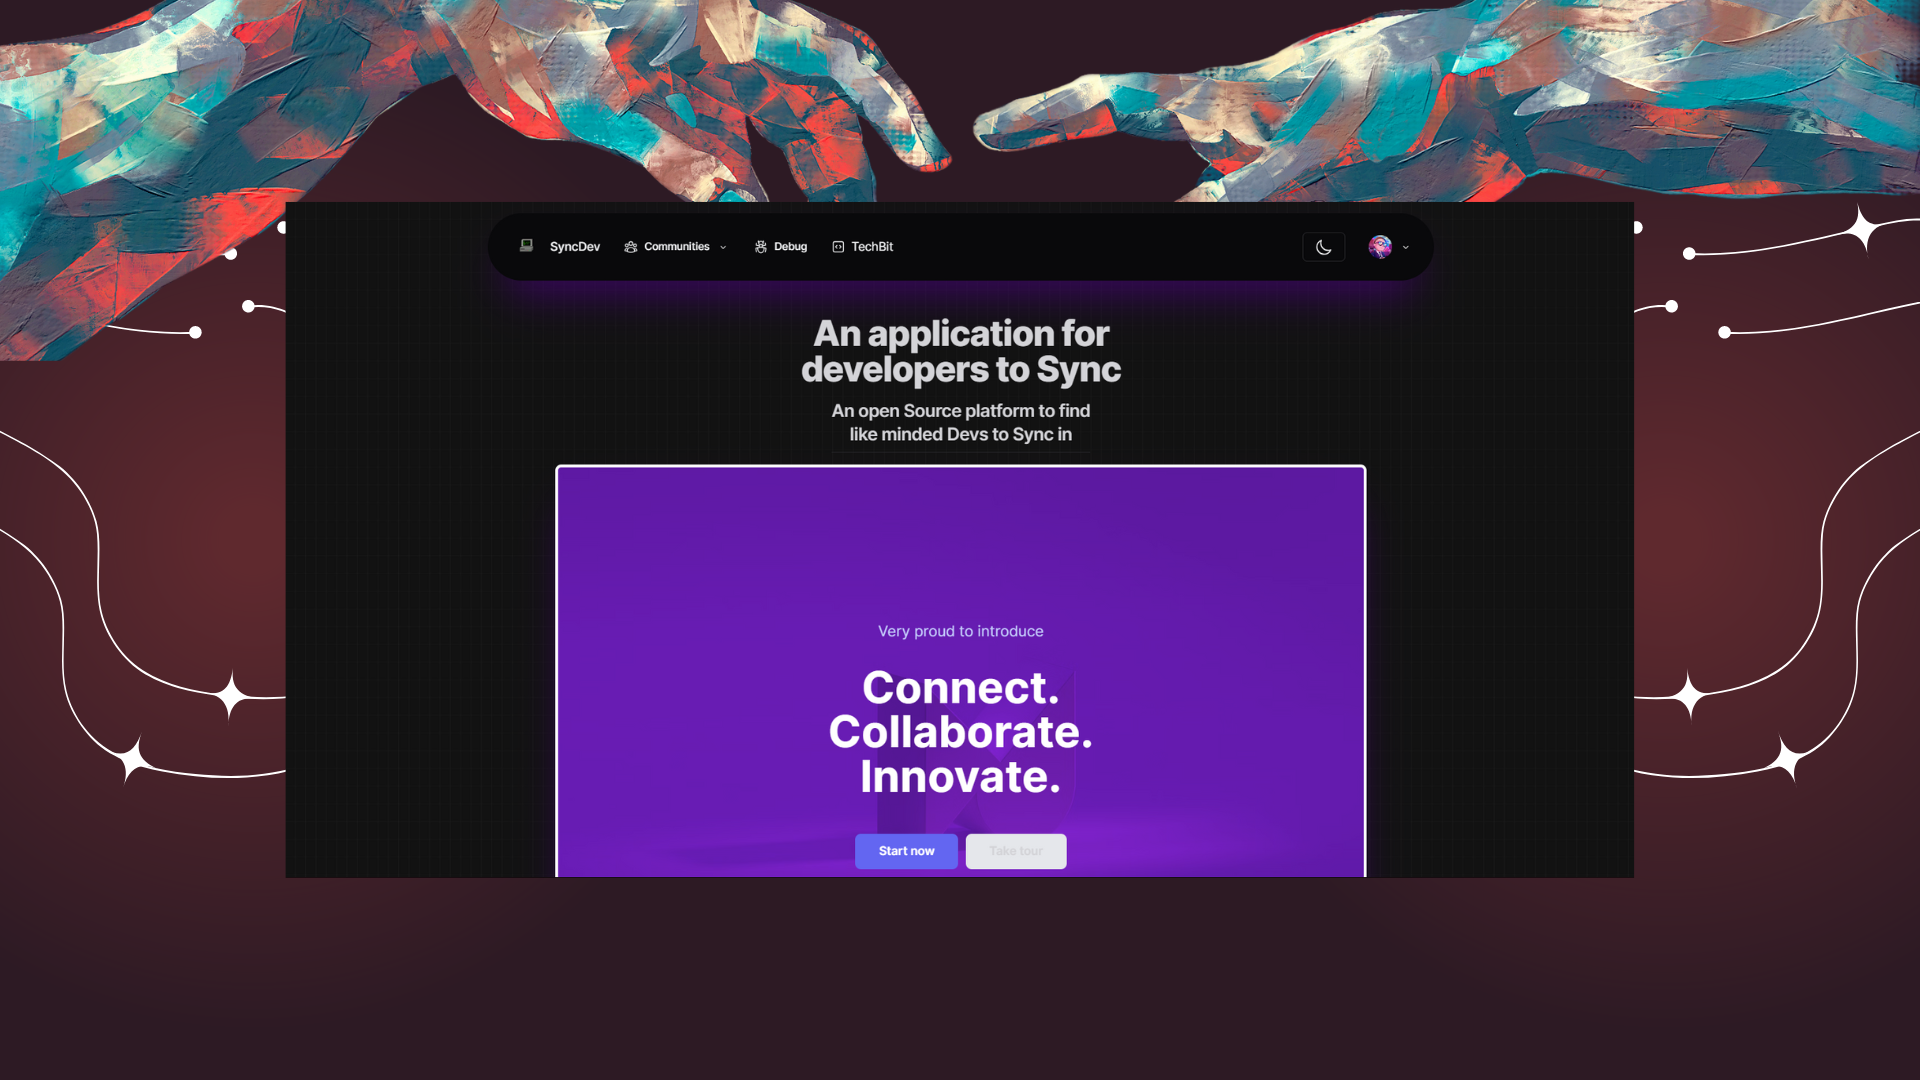 SyncDev Communities Debug TechBit
An application for
developers to Sync
An open Source platform to find
like minded Devs to Sync in
Very proud to introduce
Connect.
Collaborate.
Innovate.
Start now Take tour